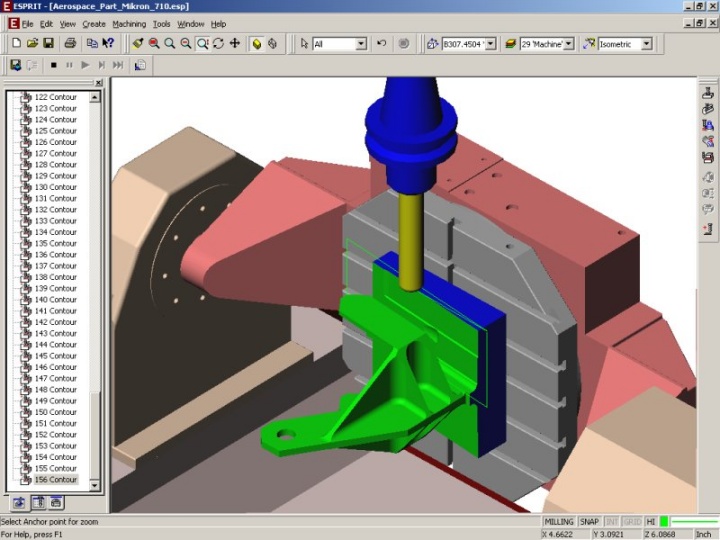 ESPRIT - [Aerospace_Part_Mikron_710.esp]
File Edit View Create Machining Tools Window Help
All B307.4504 29 'Machine' Isometric
122 Contour
123 Contour
124 Contour
125 Contour
126 Contour
127 Contour
128 Contour
129 Contour
130 Contour
131 Contour
132 Contour
133 Contour
134 Contour
135 Contour
136 Contour
137 Contour
138 Contour
139 Contour
140 Contour
141 Contour
142 Contour
143 Contour
144 Contour
145 Contour
146 Contour
147 Contour
148 Contour
149 Contour
150 Contour
151 Contour
152 Contour
153 Contour
154 Contour
155 Contour
156 Contour
Select Anchor point for zoom MILLING SNAP INT GRID HI
For Help, press F1 X 4.6622 Y 3.0921 Z 6.0868 Inch